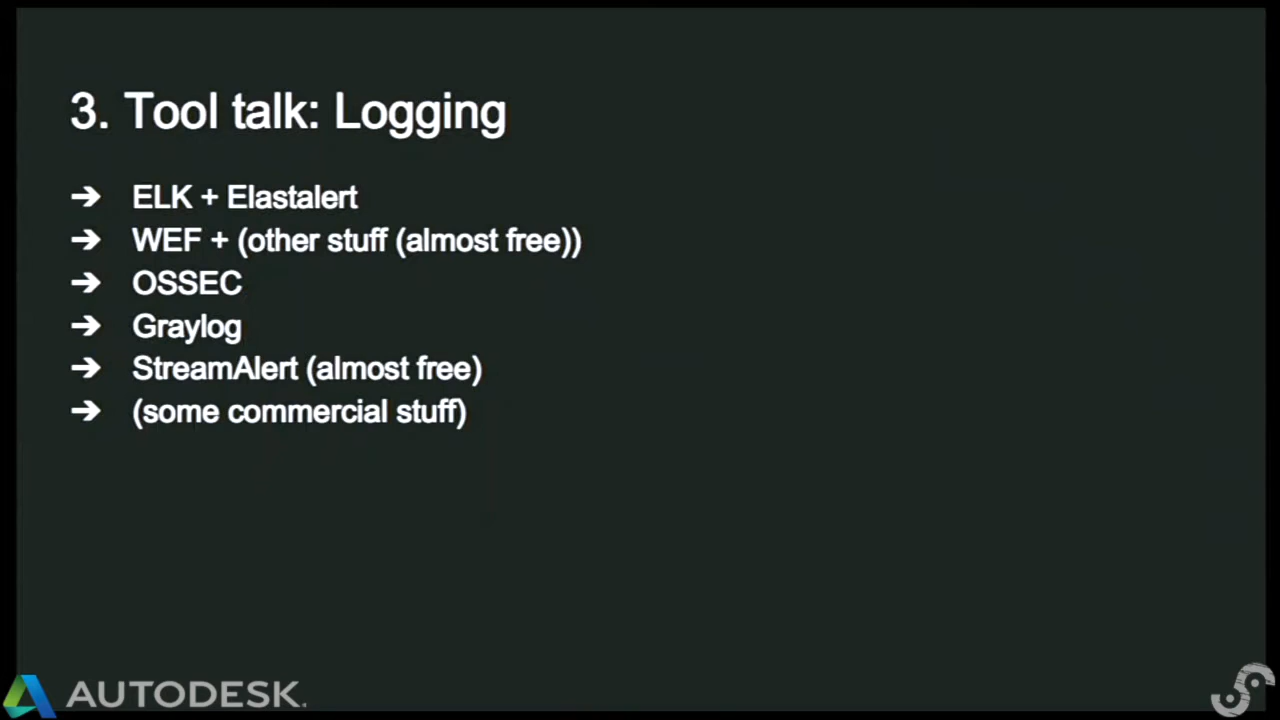 3. Tool talk: Logging
➔ ELK + Elastalert
➔ WEF + (other stuff (almost free))
➔ OSSEC
➔ Graylog
➔ StreamAlert (almost free)
➔ (some commercial stuff)
AUTODESK.